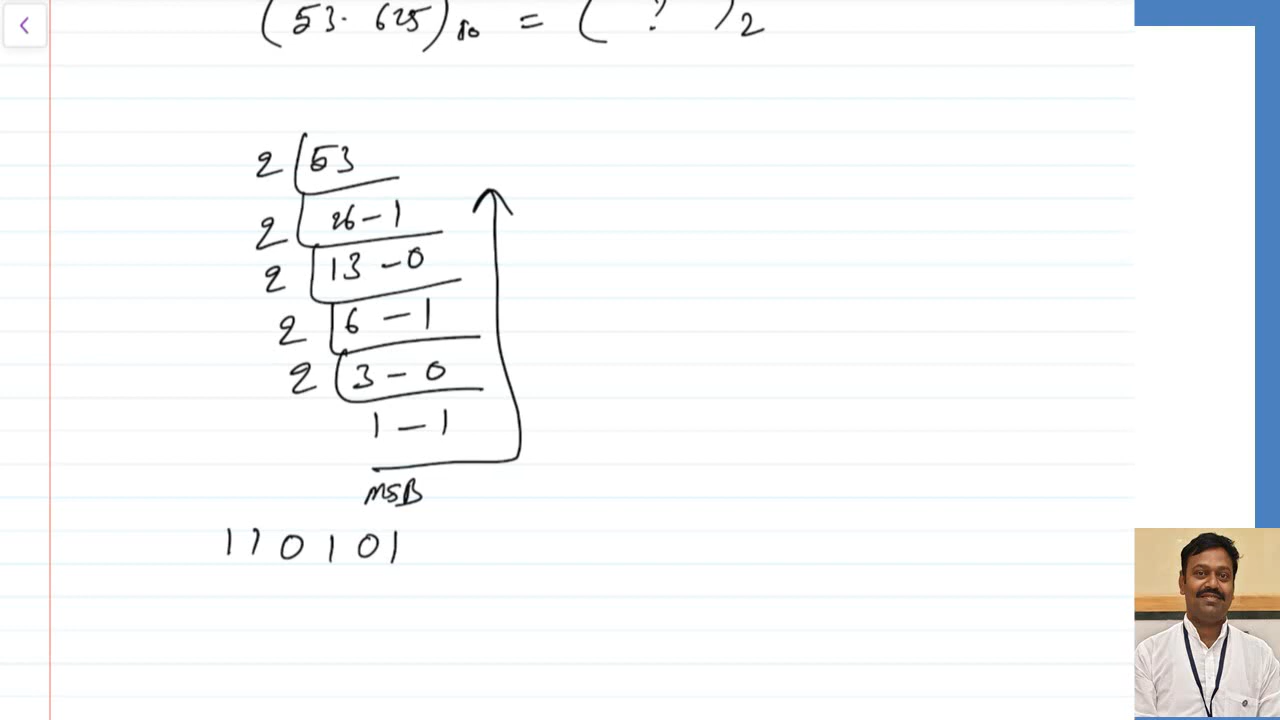 (53.625)₁₀ = ( ? )₂
2 | 53
2 | 26 - 1
2 | 13 - 0
2 | 6 - 1
2 | 3 - 0
1 - 1
MSB
110101